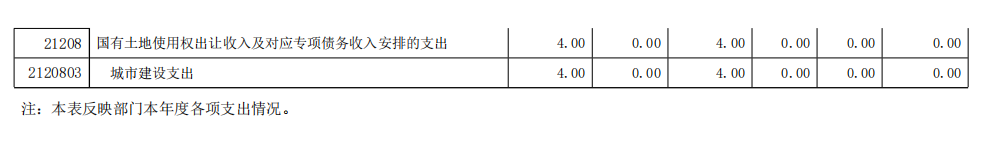 21208 国有土地使用权出让收入及对应专项债务收入安排的支出 4.00 0.00 4.00 0.00 0.00 0.00
2120803 城市建设支出 4.00 0.00 4.00 0.00 0.00 0.00
注：本表反映部门本年度各项支出情况。